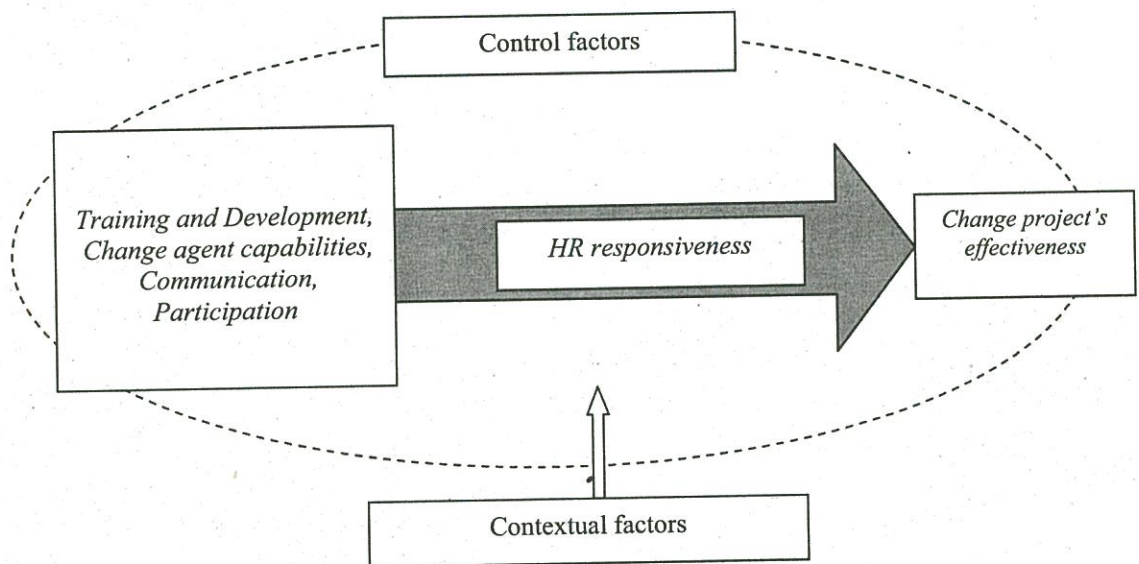 Control factors
Training and Development,
Change agent capabilities,
Communication,
Participation
HR responsiveness
Change project's
effectiveness
Contextual factors